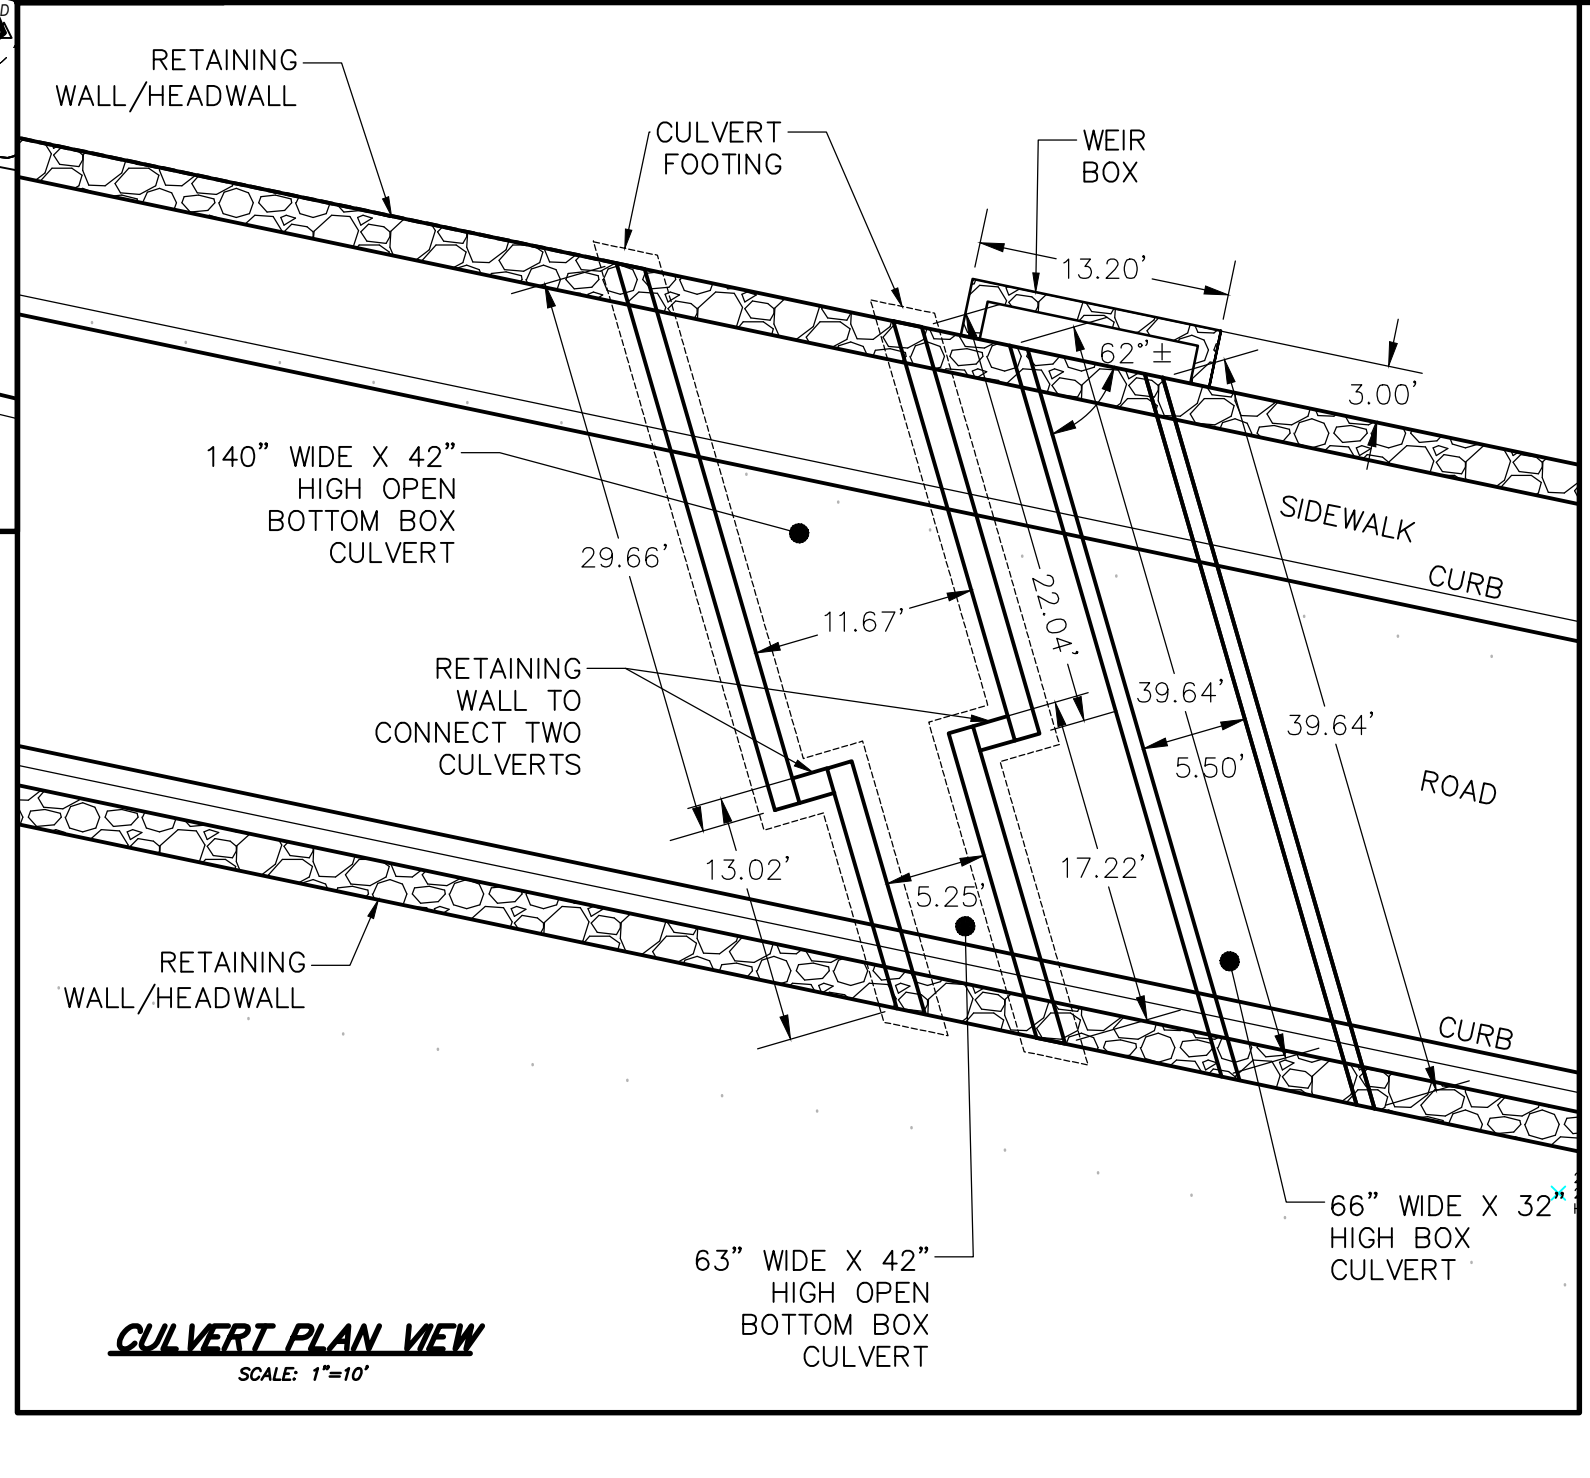 RETAINING
WALL/HEADWALL
CULVERT
FOOTING
WEIR
BOX
13.20'
62°'±
3.00'
140" WIDE X 42"
HIGH OPEN
BOTTOM BOX
CULVERT
SIDEWALK
CURB
29.66'
11.67'
22.04'
RETAINING
WALL TO
CONNECT TWO
CULVERTS
39.64'
39.64'
5.50'
ROAD
13.02'
5.25'
17.22'
RETAINING
WALL/HEADWALL
CURB
66" WIDE X 32"
HIGH BOX
CULVERT
63" WIDE X 42"
HIGH OPEN
BOTTOM BOX
CULVERT
CULVERT PLAN VIEW
SCALE: 1"=10'